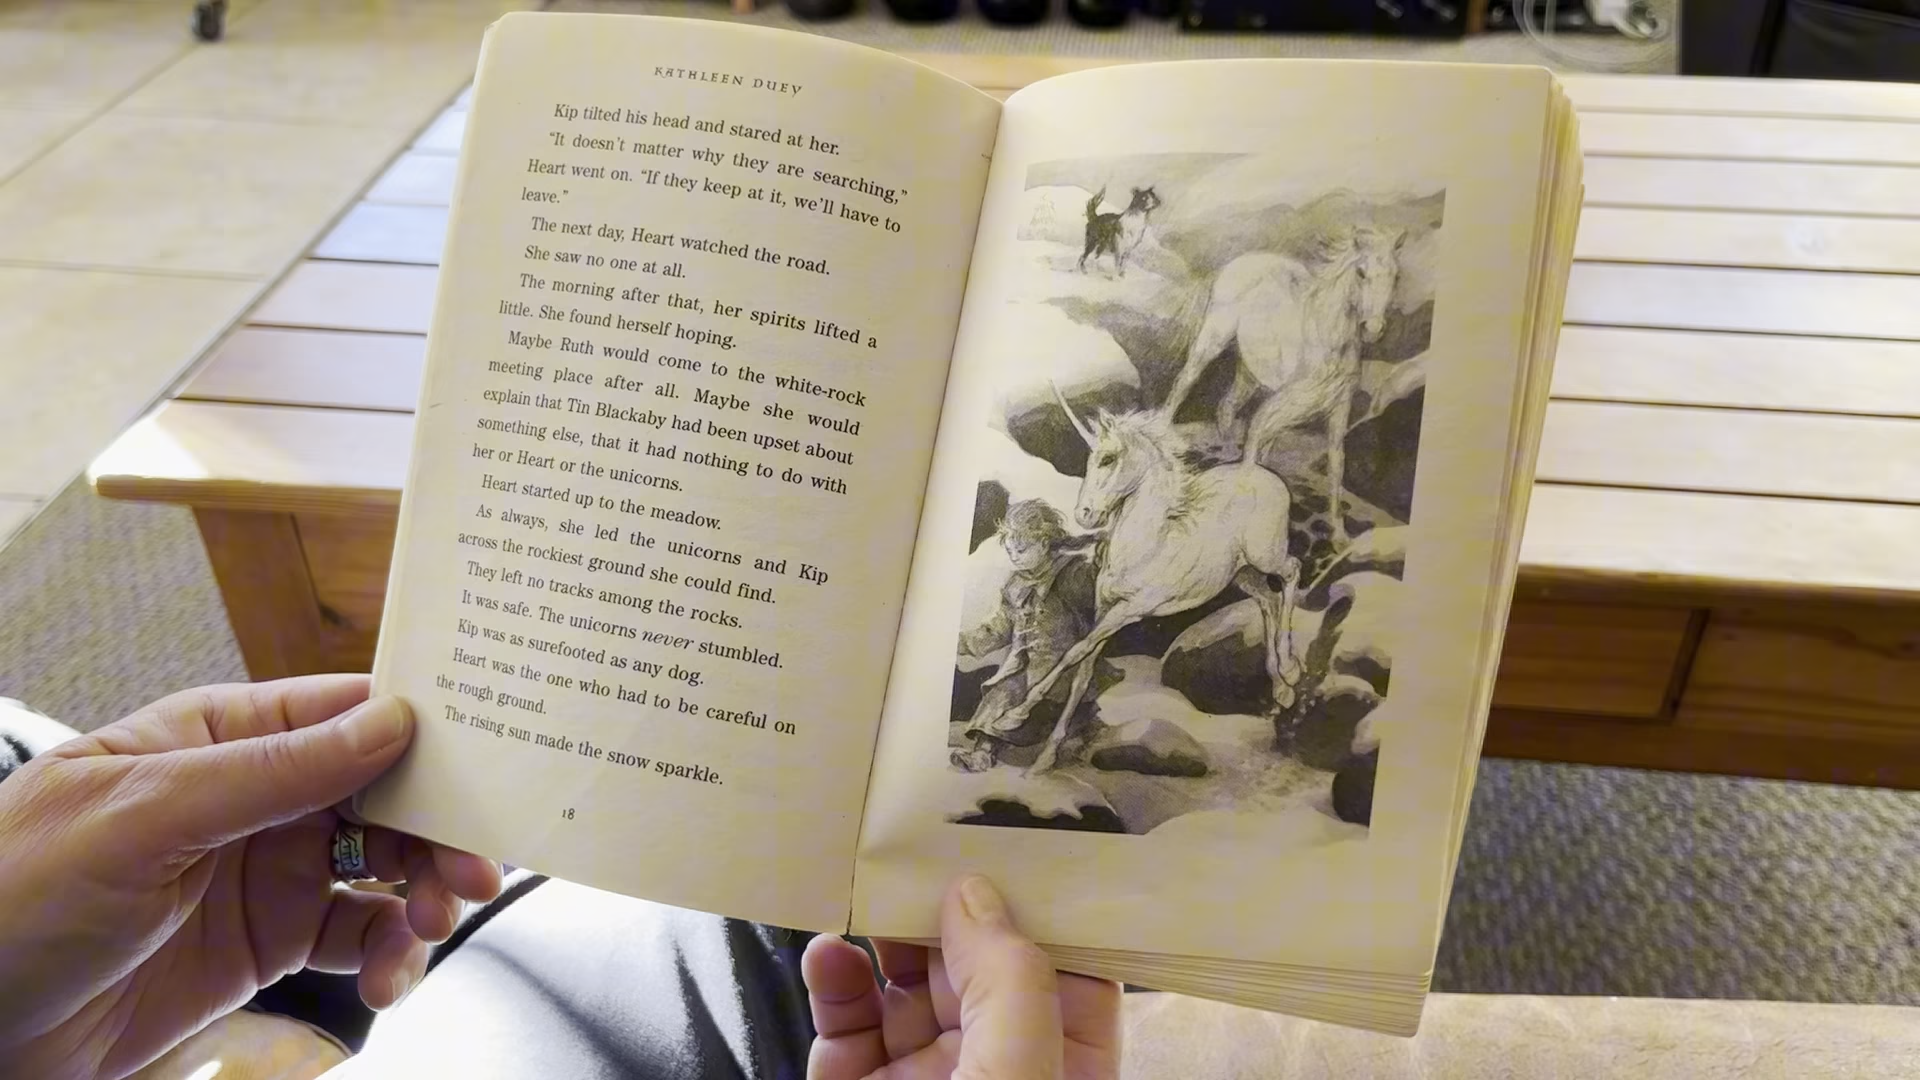 KATHLEEN DUEY
Kip tilted his head and stared at her.
“It doesn’t matter why they are searching,”
Heart went on. “If they keep at it, we’ll have to
leave.”
The next day, Heart watched the road.
She saw no one at all.
The morning after that, her spirits lifted a
little. She found herself hoping.
Maybe Ruth would come to the white-rock
meeting place after all. Maybe she would
explain that Tin Blackaby had been upset about
something else, that it had nothing to do with
her or Heart or the unicorns.
Heart started up to the meadow.
As always, she led the unicorns and Kip
across the rockiest ground she could find.
They left no tracks among the rocks.
It was safe. The unicorns never stumbled.
Kip was as surefooted as any dog.
Heart was the one who had to be careful on
the rough ground.
The rising sun made the snow sparkle.
18